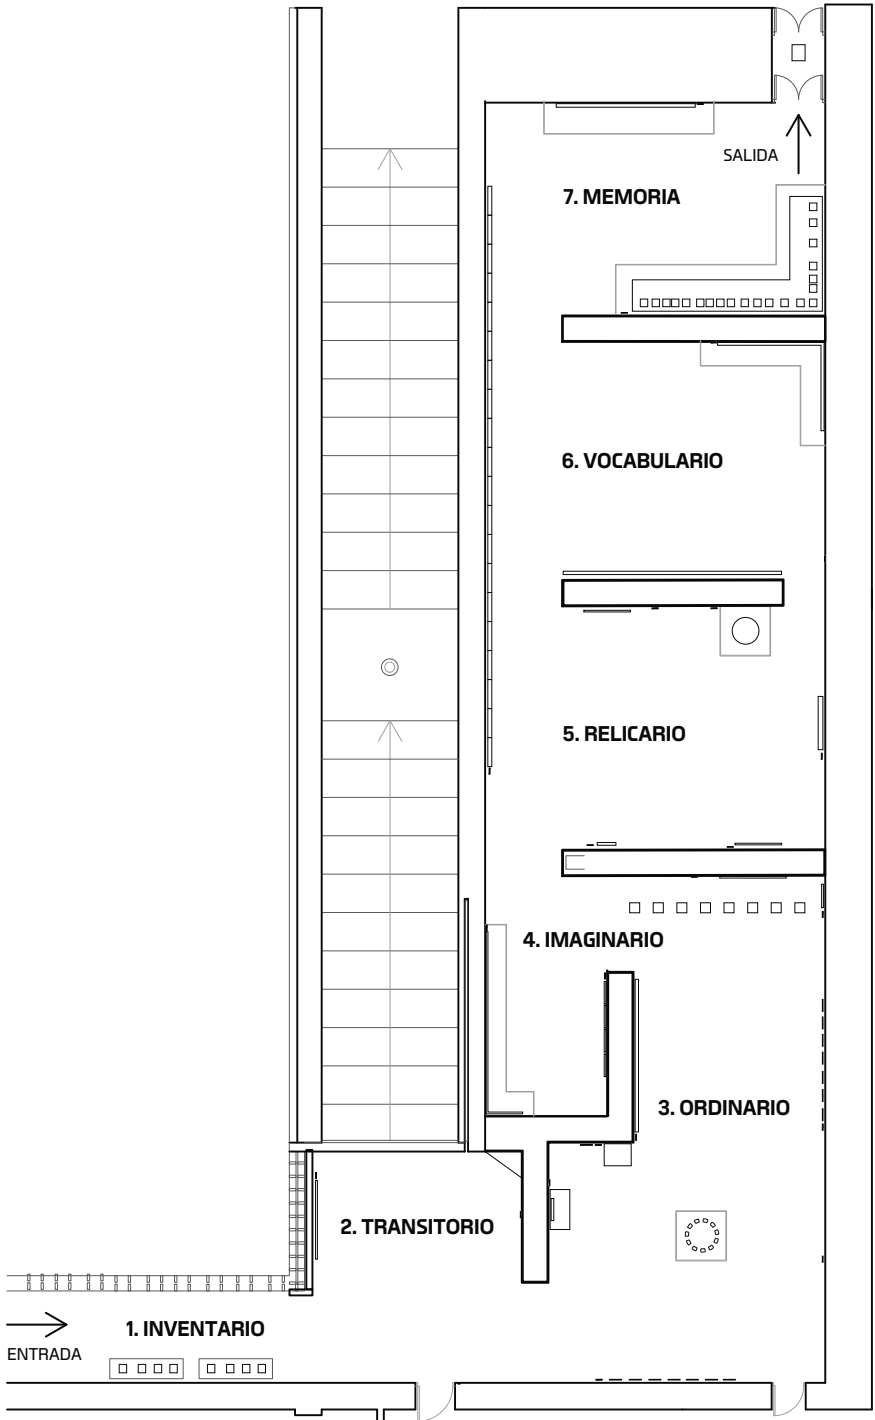 SALIDA
7. MEMORIA
6. VOCABULARIO
5. RELICARIO
4. IMAGINARIO
3. ORDINARIO
2. TRANSITORIO
1. INVENTARIO
ENTRADA